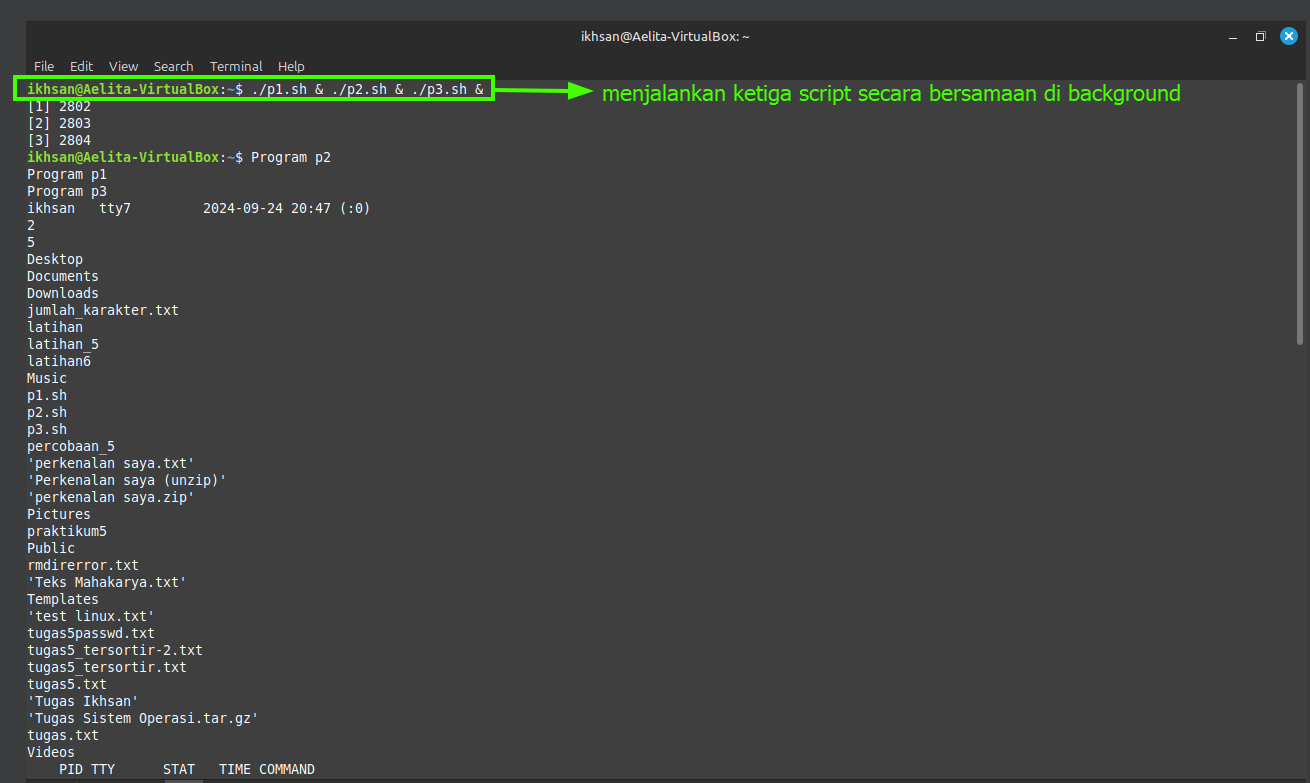 ikhsan@Aelita-VirtualBox: ~
File Edit View Search Terminal Help
ikhsan@Aelita-VirtualBox:~$ ./p1.sh & ./p2.sh & ./p3.sh &
menjalankan ketiga script secara bersamaan di background
[1] 2802
[2] 2803
[3] 2804
ikhsan@Aelita-VirtualBox:~$ Program p2
Program p1
Program p3
ikhsan   tty7         2024-09-24 20:47 (:0)
2
5
Desktop
Documents
Downloads
jumlah_karakter.txt
latihan
latihan_5
latihan6
Music
p1.sh
p2.sh
p3.sh
percobaan_5
'perkenalan saya.txt'
'Perkenalan saya (unzip)'
'perkenalan saya.zip'
Pictures
praktikum5
Public
rmdirerror.txt
'Teks Mahakarya.txt'
Templates
'test linux.txt'
tugas5passwd.txt
tugas5_tersortir-2.txt
tugas5_tersortir.txt
tugas5.txt
'Tugas Ikhsan'
'Tugas Sistem Operasi.tar.gz'
tugas.txt
Videos
    PID TTY      STAT   TIME COMMAND